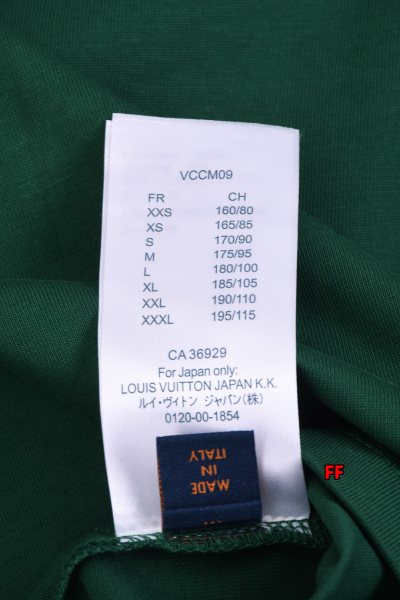 VCCM09
FR CH
XXS 160/80
XS 165/85
S 170/90
M 175/95
L 180/100
XL 185/105
XXL 190/110
XXXL 195/115
CA 36929
For Japan only:
LOUIS VUITTON JAPAN K.K.
ルイ・ヴィトン ジャパン(株)
0120-00-1854
MADE
IN
ITALY
FF